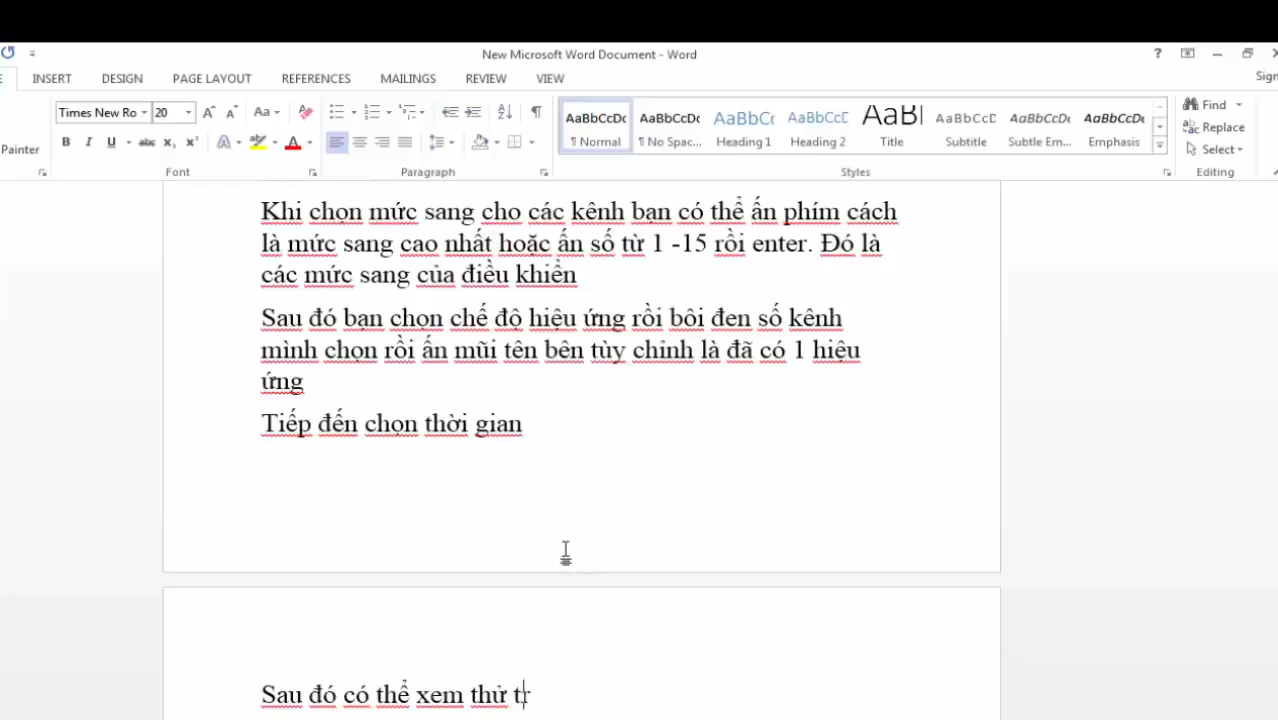 New Microsoft Word Document - Word
INSERT DESIGN PAGE LAYOUT REFERENCES MAILINGS REVIEW VIEW
Sign
Times New Ro 20 Aa
AaBbCcDc AaBbCcDc AaBbCc AaBbCcC AaBl AaBbCcD AaBbCcDc AaBbCcDc
¶ Normal ¶ No Spac... Heading 1 Heading 2 Title Subtitle Subtle Em... Emphasis
Find
Replace
Select
Painter
Font Paragraph Styles Editing
Khi chọn mức sang cho các kênh bạn có thể ấn phím cách
là mức sang cao nhất hoặc ấn số từ 1 -15 rồi enter. Đó là
các mức sang của điều khiển
Sau đó bạn chọn chế độ hiệu ứng rồi bôi đen số kênh
mình chọn rồi ấn mũi tên bên tùy chỉnh là đã có 1 hiệu
ứng
Tiếp đến chọn thời gian
Sau đó có thể xem thử tr